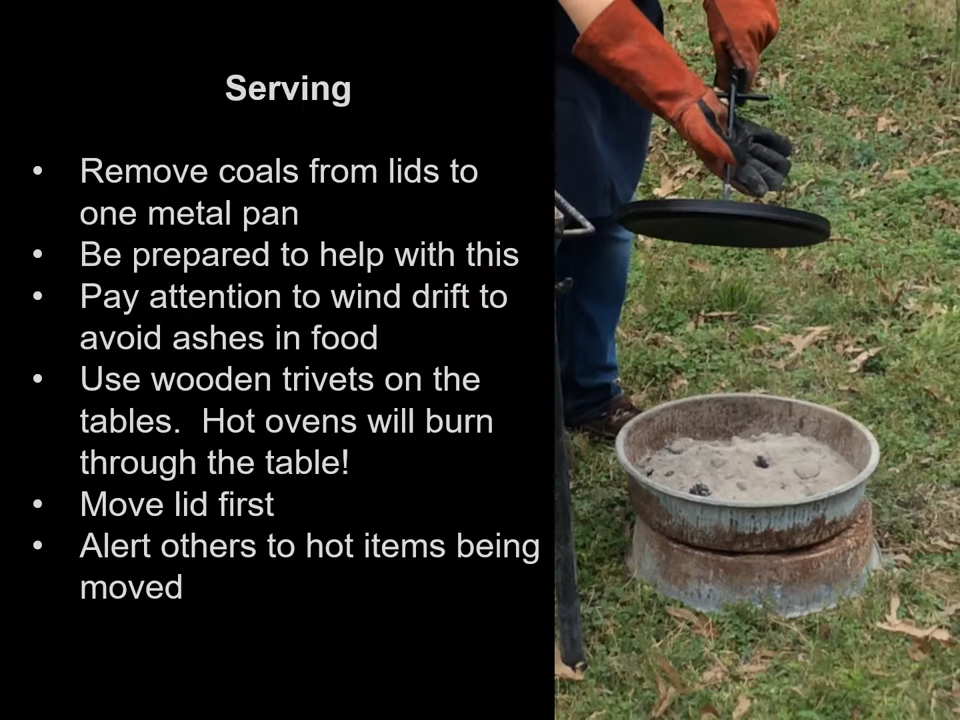 Serving
• Remove coals from lids to
one metal pan
• Be prepared to help with this
• Pay attention to wind drift to
avoid ashes in food
• Use wooden trivets on the
tables.  Hot ovens will burn
through the table!
• Move lid first
• Alert others to hot items being
moved